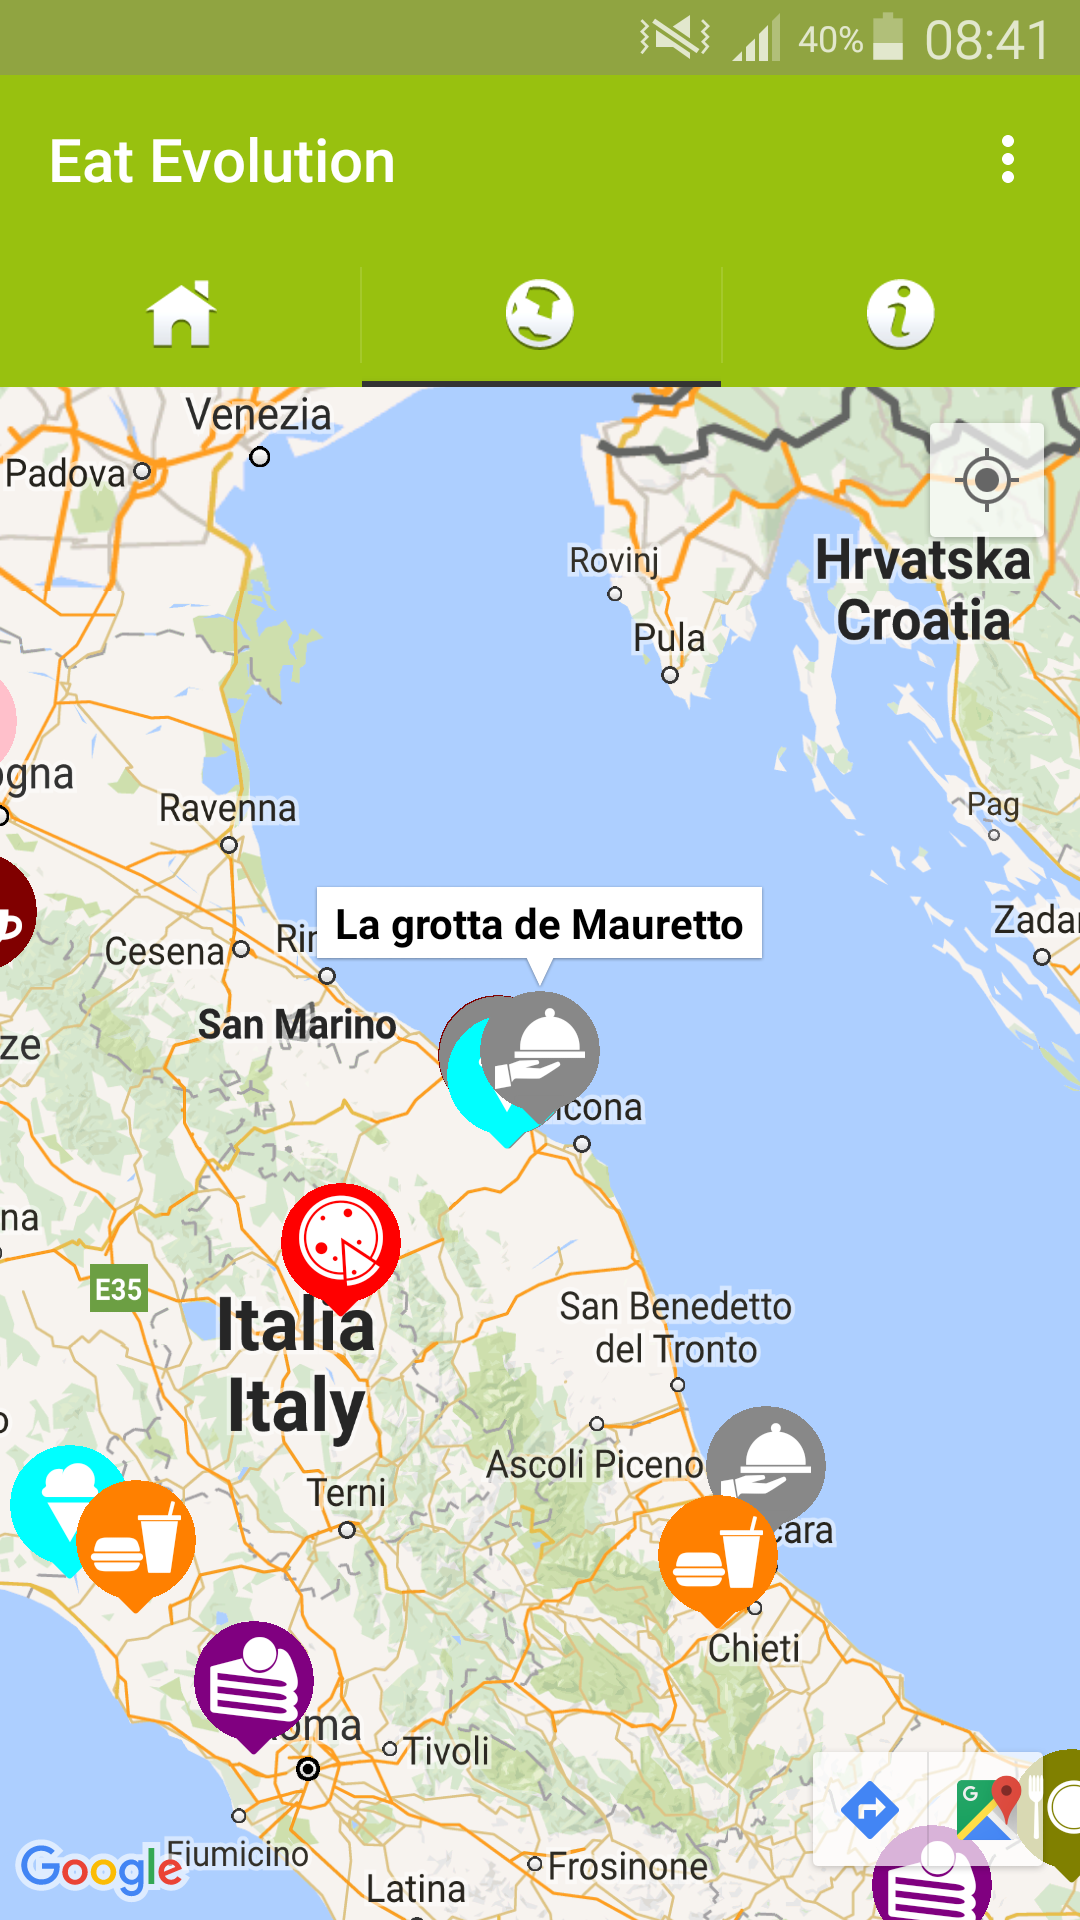 40%
08:41
Eat Evolution
Venezia
Padova
Rovinj
Hrvatska
Croatia
Pula
ogna
Ravenna
Pag
La grotta de Mauretto
Zadar
Cesena
Rir
San Marino
ze
cona
na
E35
Italia
Italy
San Benedetto
del Tronto
Ascoli Piceno
Terni
cara
Chieti
oma
Tivoli
G
Google
Fiumicino
Frosinone
Latina